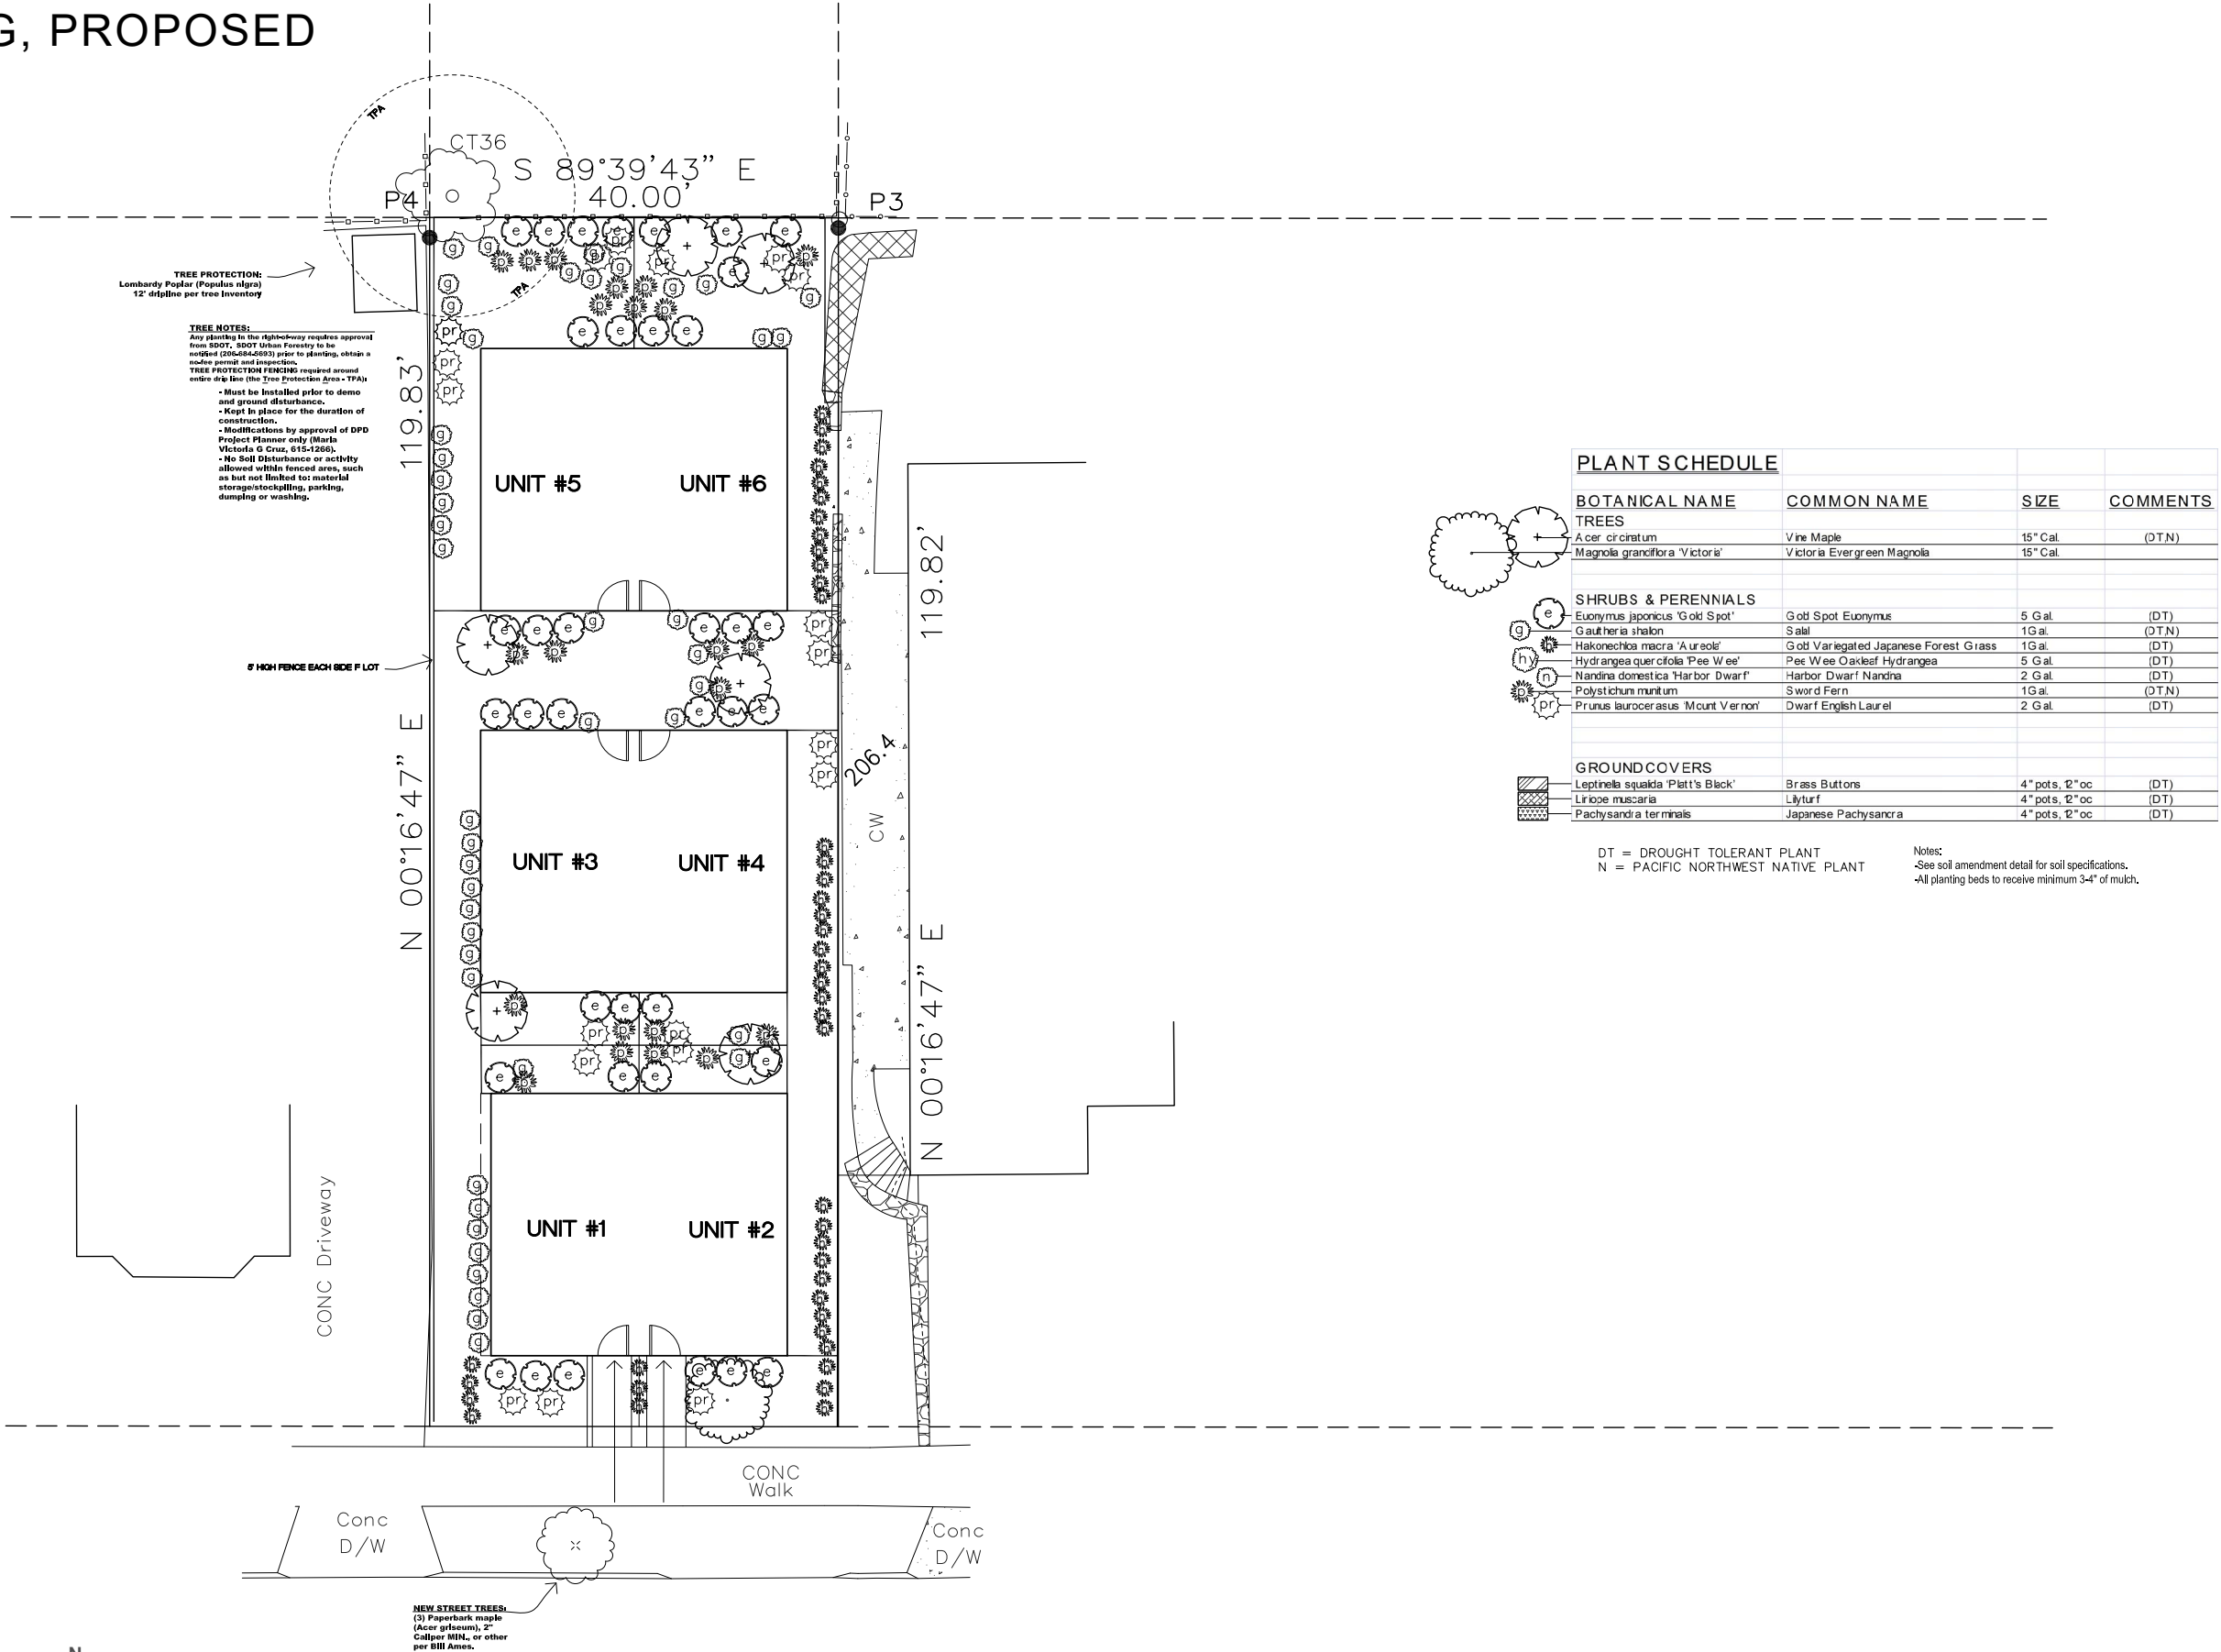 G, PROPOSED
TPA
CT36
S 89°39'43" E
40.00'
P4
P3
TPA
TREE PROTECTION:
Lombardy Poplar (Populus nigra)
12' dripline per tree inventory
TREE NOTES:
Any planting in the right-of-way requires approval
from SDOT, SDOT Urban Forestry to be
notified (206-684-5693) prior to planting, obtain a
no-fee permit and inspection.
TREE PROTECTION FENCING required around
entire drip line (the Tree Protection Area - TPA):
- Must be installed prior to demo
and ground disturbance.
- Kept in place for the duration of
construction.
- Modifications by approval of DPD
Project Planner only (Maria
Victoria G Cruz, 615-1266).
- No Soil Disturbance or activity
allowed within fenced ares, such
as but not limited to: material
storage/stockpiling, parking,
dumping or washing.
119.83'
N 00°16'47" E
UNIT #5 UNIT #6
119.82'
N 00°16'47" E
HIGH FENCE EACH SIDE F LOT
206.4
CW
UNIT #3 UNIT #4
UNIT #1 UNIT #2
CONC Driveway
CONC
Walk
Conc
D/W
Conc
D/W
NEW STREET TREES:
(3) Paperbark maple
(Acer griseum), 2"
Caliper MIN., or other
per Bill Ames.
N
PLANT SCHEDULE
BOTANICAL NAME COMMON NAME SIZE COMMENTS
TREES
Acer circinatum Vine Maple 15" Cal. (DT,N)
Magnolia grandiflora 'Victoria' Victoria Evergreen Magnolia 15" Cal.
SHRUBS & PERENNIALS
e Euonymus japonicus 'Gold Spot' Gold Spot Euonymus 5 Gal. (DT)
g Gaultheria shallon Salal 1Gal. (DT,N)
h Hakonechloa macra 'Aureola' Gold Variegated Japanese Forest Grass 1Gal. (DT)
hy Hydrangea quercifolia 'Pee Wee' Pee Wee Oakleaf Hydrangea 5 Gal. (DT)
n Nandina domestica 'Harbor Dwarf' Harbor Dwarf Nandna 2 Gal. (DT)
p Polystichum munitum Sword Fern 1Gal. (DT,N)
pr Prunus laurocerasus 'Mount Vernon' Dwarf English Laurel 2 Gal. (DT)
GROUNDCOVERS
Leptinella squalida 'Platt's Black' Brass Buttons 4" pots, 12" oc (DT)
Liriope muscaria Lilyturf 4" pots, 12" oc (DT)
Pachysandra terminalis Japanese Pachysancra 4" pots, 12" oc (DT)
DT = DROUGHT TOLERANT PLANT
N = PACIFIC NORTHWEST NATIVE PLANT
Notes:
-See soil amendment detail for soil specifications.
-All planting beds to receive minimum 3-4" of mulch.